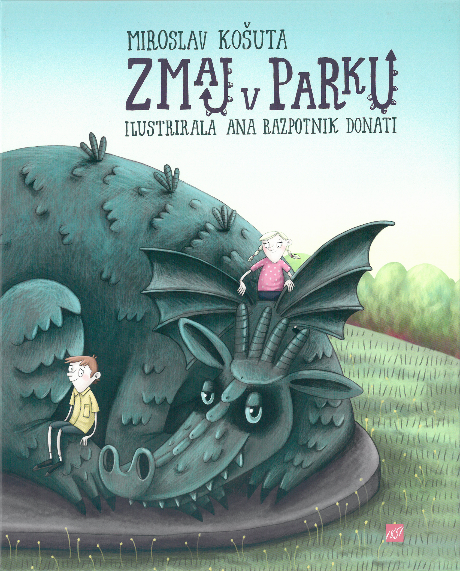 MIROSLAV KOŠUTA
ZMAJ V PARKU
ILUSTRIRALA ANA RAZPOTNIK DONATI